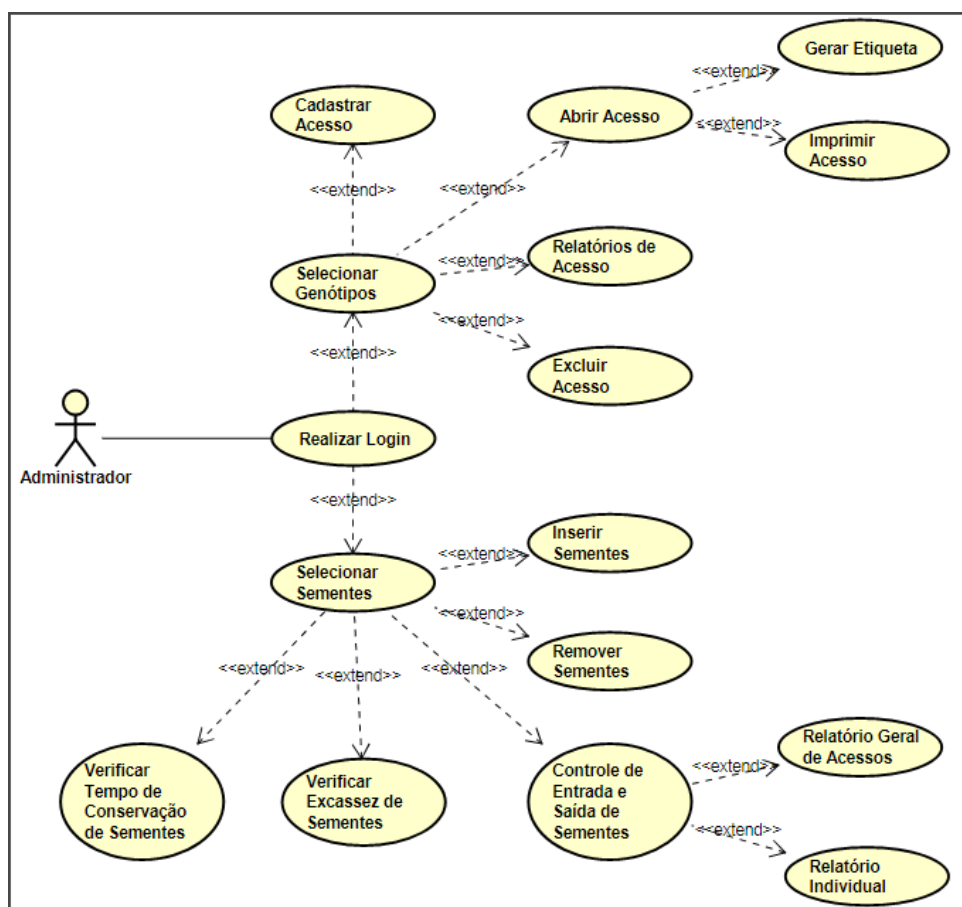 Gerar Etiqueta
<<extend>>
Cadastrar
Acesso
Abrir Acesso
<<extend>>
Imprimir
Acesso
<<extend>>
<<extend>>
Relatórios de
Acesso
<<extend>>
Selecionar
Genótipos
<<extend>>
<<extend>>
Excluir
Acesso
Realizar Login
Administrador
<<extend>>
Inserir
Sementes
<<extend>>
Selecionar
Sementes
<<extend>>
Remover
Sementes
<<extend>>
<<extend>>
<<extend>>
Relatório Geral
de Acessos
Verificar
Tempo de
Conservação
de Sementes
Verificar
Excassez de
Sementes
Controle de
Entrada e
Saída de
Sementes
<<extend>>
<<extend>>
Relatório
Individual